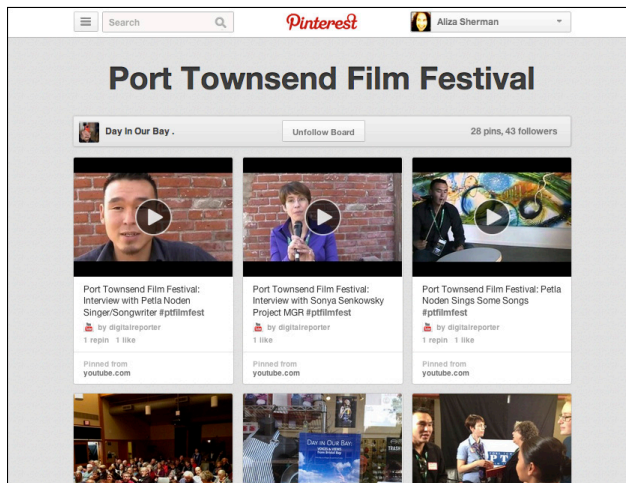 Search
Pinterest
Aliza Sherman
Port Townsend Film Festival
Day In Our Bay .
Unfollow Board
28 pins, 43 followers
Port Townsend Film Festival:
Interview with Petla Noden
Singer/Songwriter #ptfilmfest
by digitaireporter
1 repin 1 like
Pinned from
youtube.com
Port Townsend Film Festival:
Interview with Sonya Senkowsky
Project MGR #ptfilmfest
by digitaireporter
1 like
Pinned from
youtube.com
Port Townsend Film Festival: Petla
Noden Sings Some Songs
#ptfilmfest
by digitaireporter
1 repin 1 like
Pinned from
youtube.com
DAY IN OUR BAY: